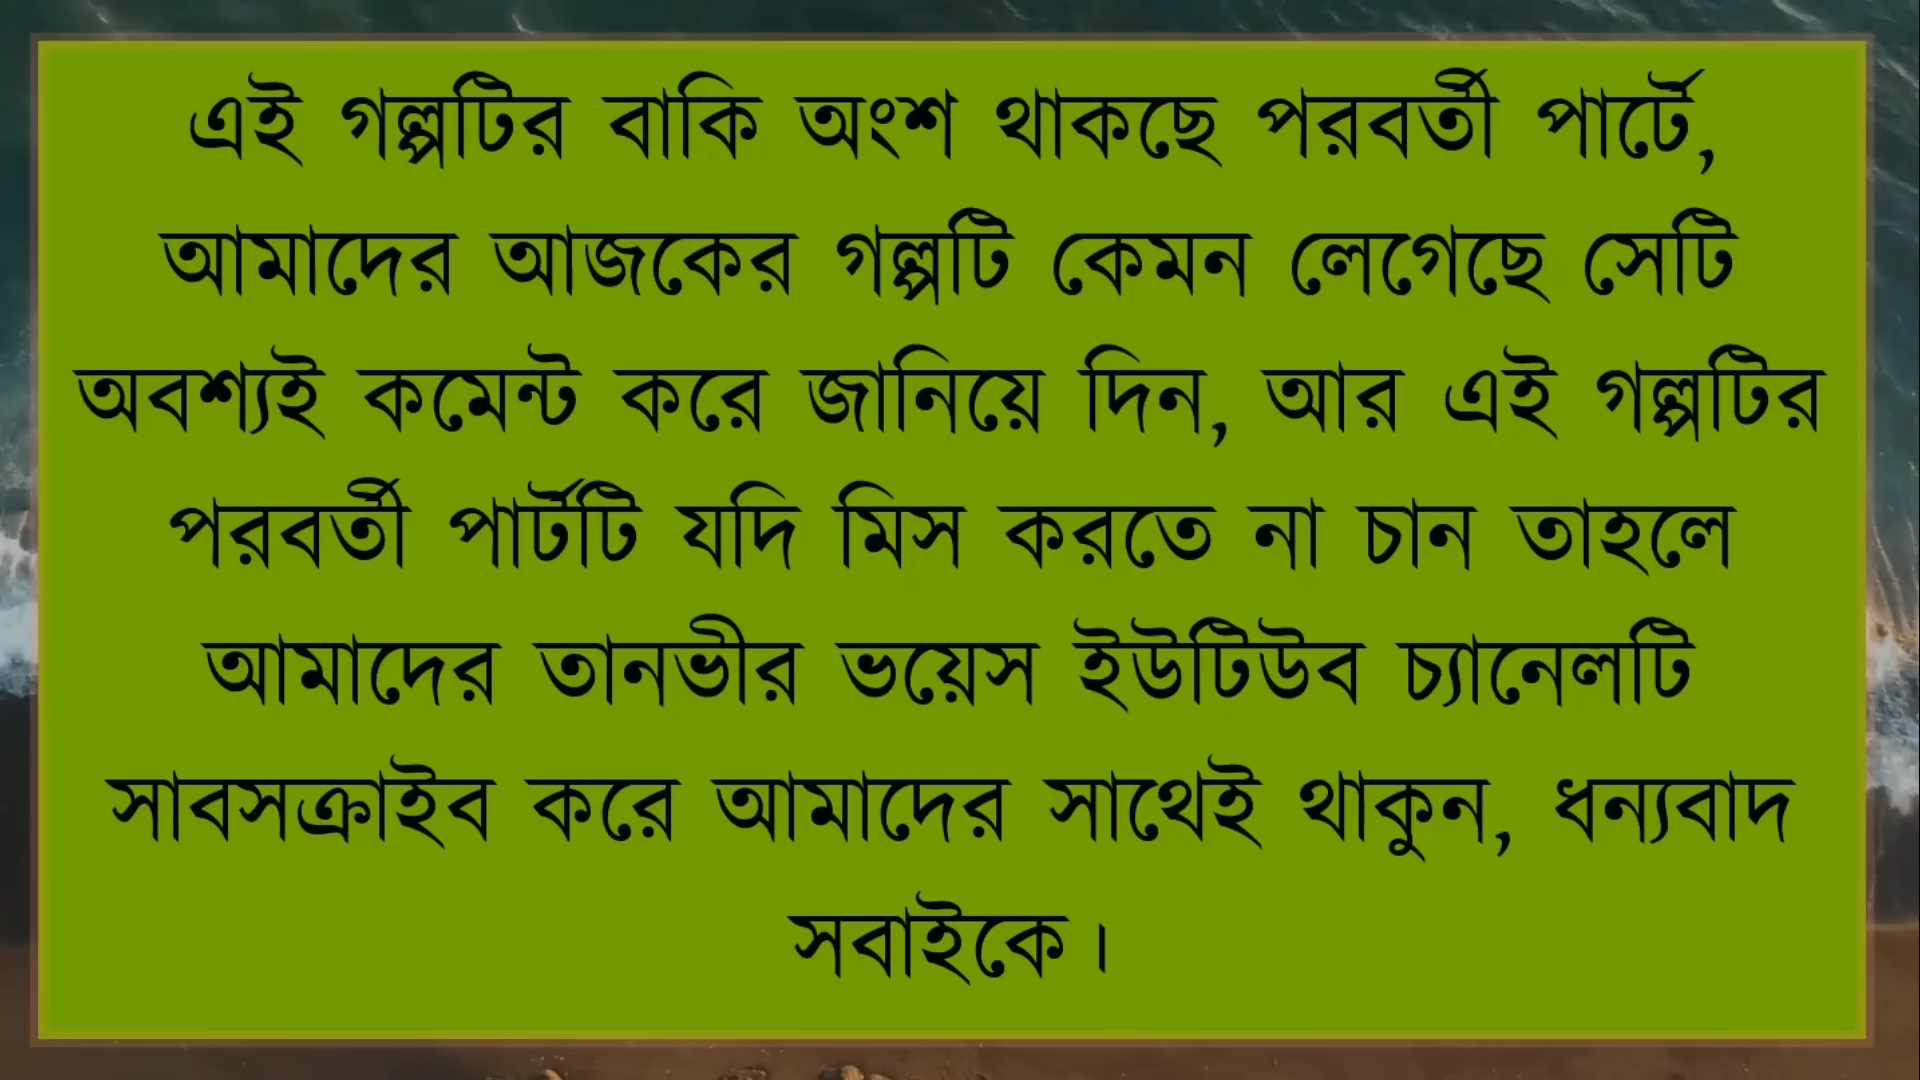 এই গল্পটির বাকি অংশ থাকছে পরবর্তী পার্টে,
আমাদের আজকের গল্পটি কেমন লেগেছে সেটি
অবশ্যই কমেন্ট করে জানিয়ে দিন, আর এই গল্পটির
পরবর্তী পার্টটি যদি মিস করতে না চান তাহলে
আমাদের তানভীর ভয়েস ইউটিউব চ্যানেলটি
সাবসক্রাইব করে আমাদের সাথেই থাকুন, ধন্যবাদ
সবাইকে।